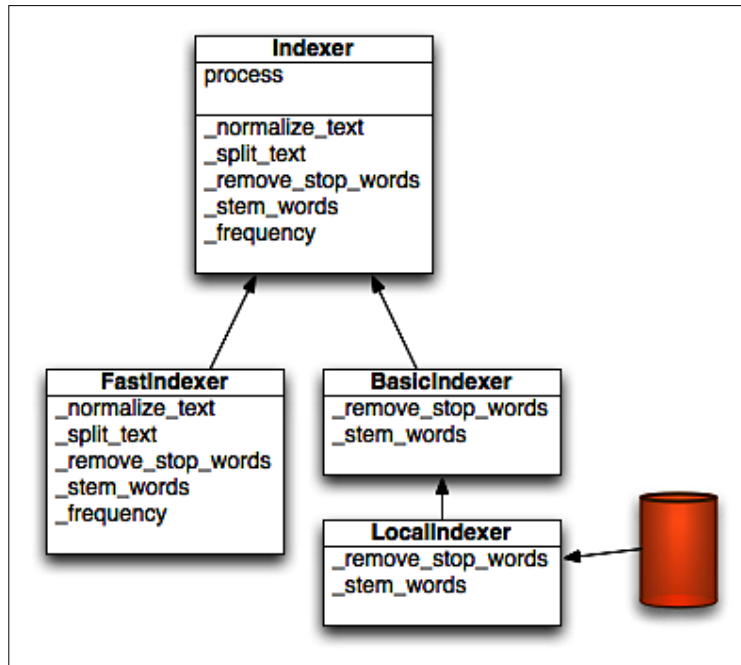 Indexer
process
_normalize_text
_split_text
_remove_stop_words
_stem_words
_frequency
FastIndexer
_normalize_text
_split_text
_remove_stop_words
_stem_words
_frequency
BasicIndexer
_remove_stop_words
_stem_words
LocalIndexer
_remove_stop_words
_stem_words